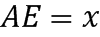 AE = x